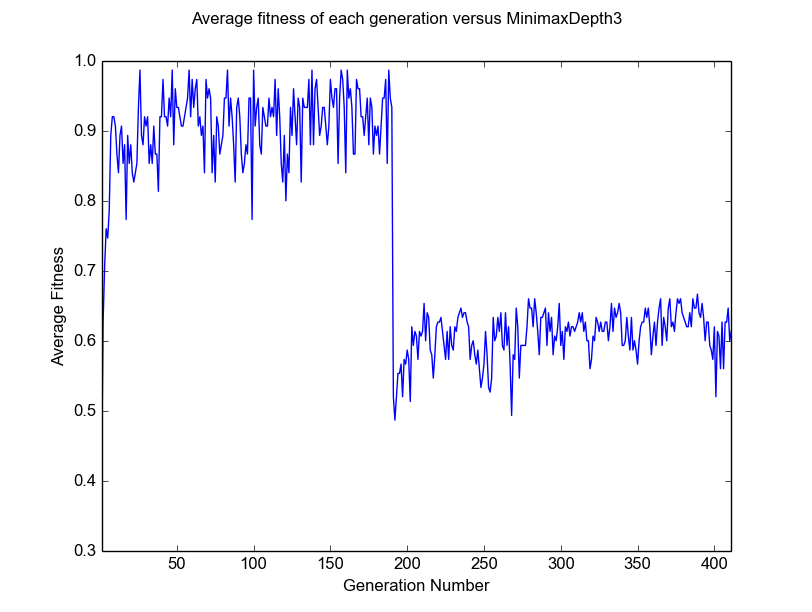 Average fitness of each generation versus MinimaxDepth3
1.0
0.9
0.8
0.7
0.6
0.5
0.4
0.3
Average Fitness
50 100 150 200 250 300 350 400
Generation Number